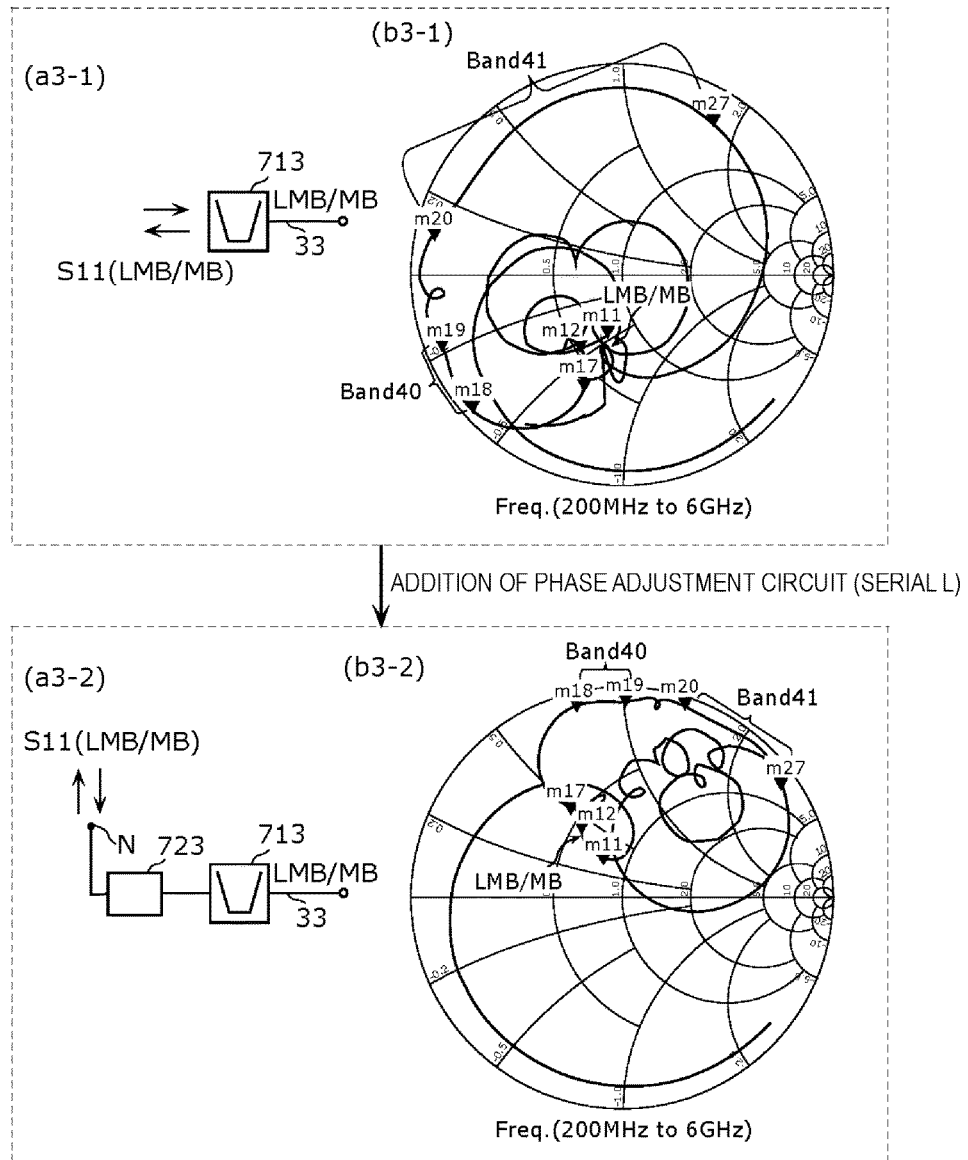 (b3-1)
Band41
(a3-1)
m27
713
LMB/MB
m20
33
S11(LMB/MB)
LMB/MB
m11
m12
m19
m17
Band40
m18
Freq.(200MHz to 6GHz)
ADDITION OF PHASE ADJUSTMENT CIRCUIT (SERIAL L)
(a3-2)
(b3-2)
Band40
m18
m19
m20
Band41
S11(LMB/MB)
m27
m17
N
723
713
m12
LMB/MB
m11
LMB/MB
33
Freq.(200MHz to 6GHz)